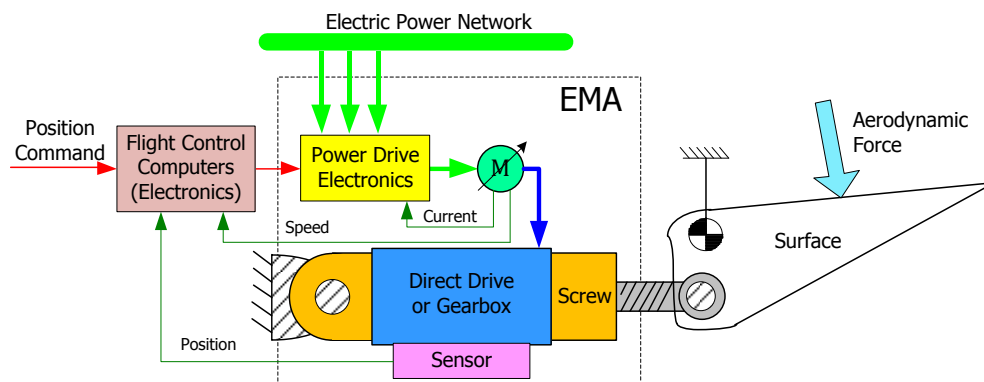 Electric Power Network
EMA
Position
Command
Flight Control
Computers
(Electronics)
Power Drive
Electronics
M
Aerodynamic
Force
Current
Speed
Surface
Direct Drive
or Gearbox
Screw
Position
Sensor